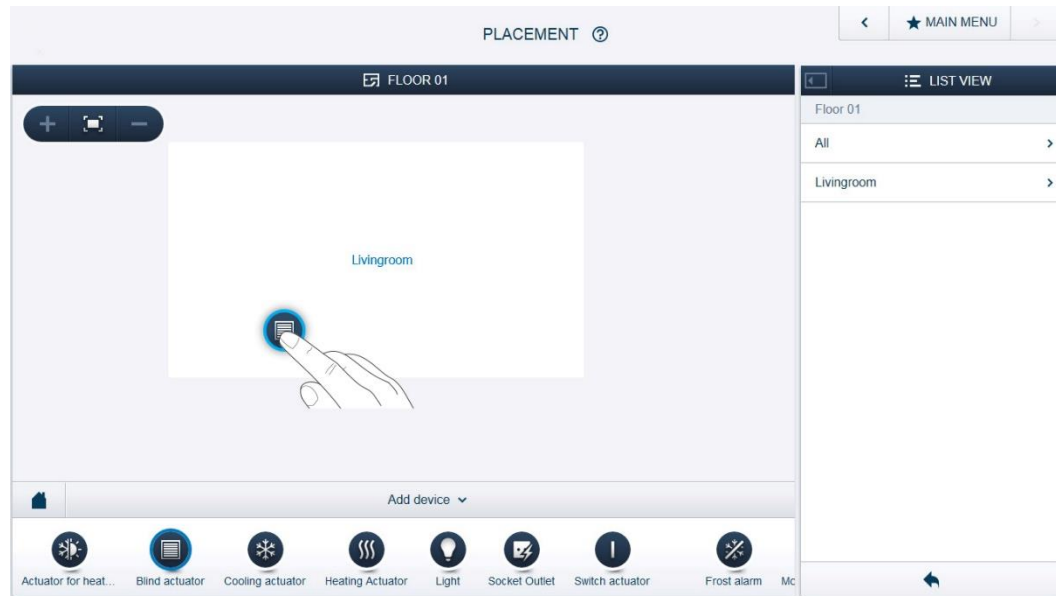 PLACEMENT ?
< ★ MAIN MENU >
FLOOR 01
LIST VIEW
Floor 01
All
Livingroom
Livingroom
Add device
Actuator for heat...
Blind actuator
Cooling actuator
Heating Actuator
Light
Socket Outlet
Switch actuator
Frost alarm
Mo